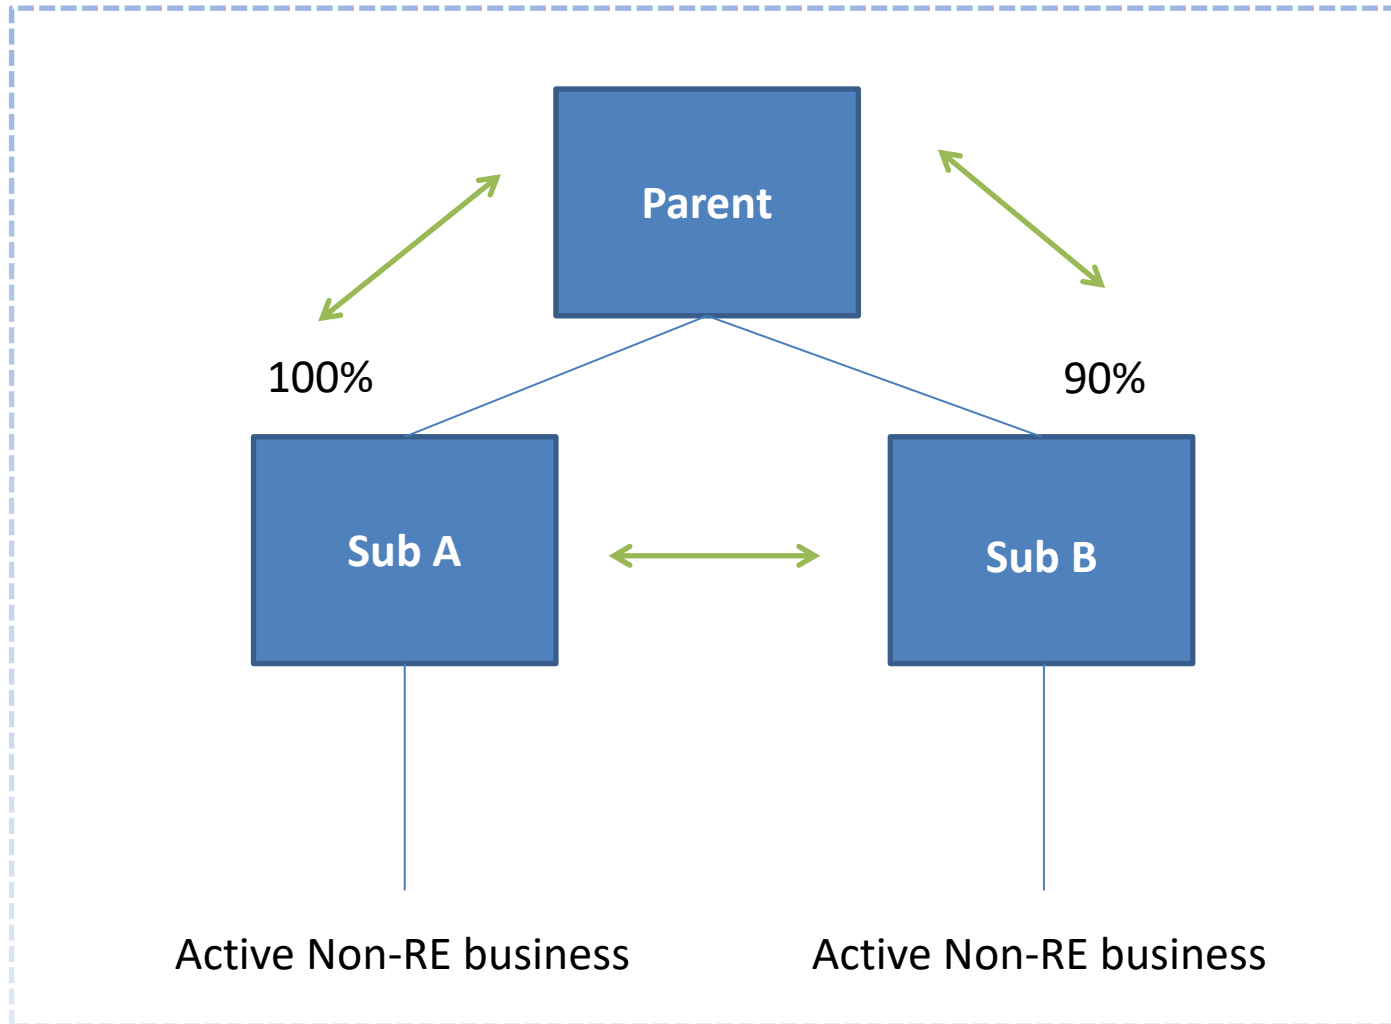 Parent
100%
90%
Sub A
Sub B
Active Non-RE business
Active Non-RE business